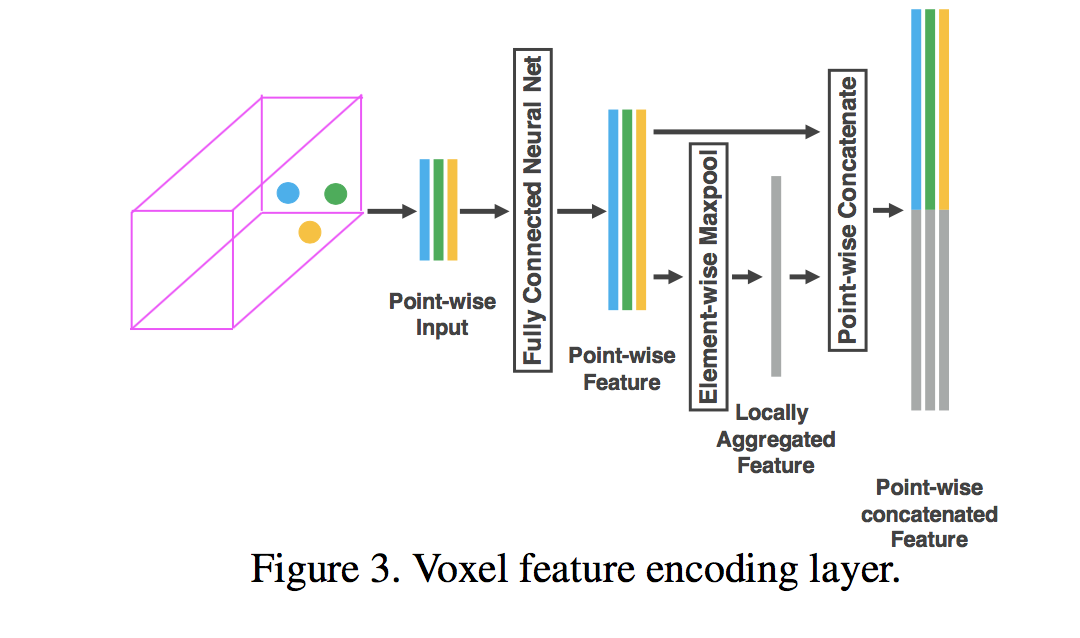 Point-wise
Input
Fully Connected Neural Net
Point-wise
Feature
Element-wise Maxpool
Locally
Aggregated
Feature
Point-wise Concatenate
Point-wise
concatenated
Feature
Figure 3. Voxel feature encoding layer.